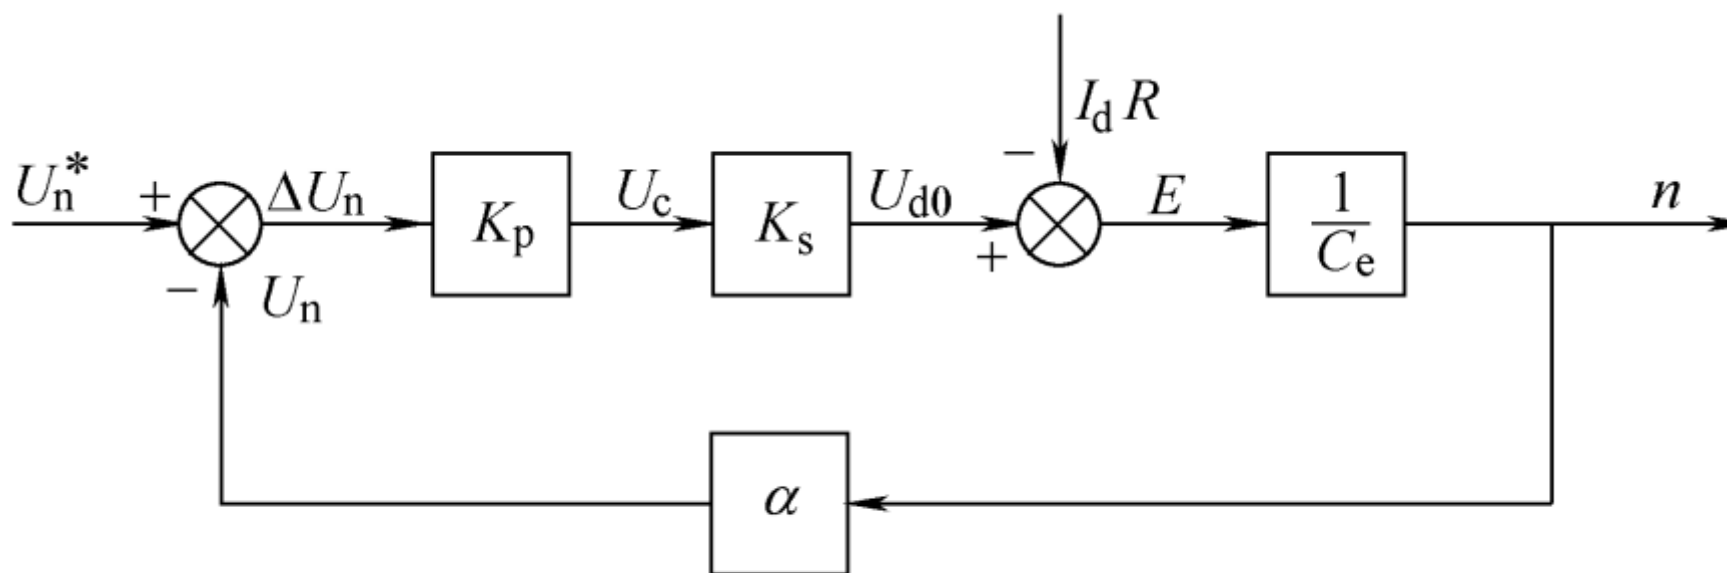 I_d R
U_n^* + ΔU_n K_p U_c K_s U_d0 − + E 1/C_e n
− U_n
α